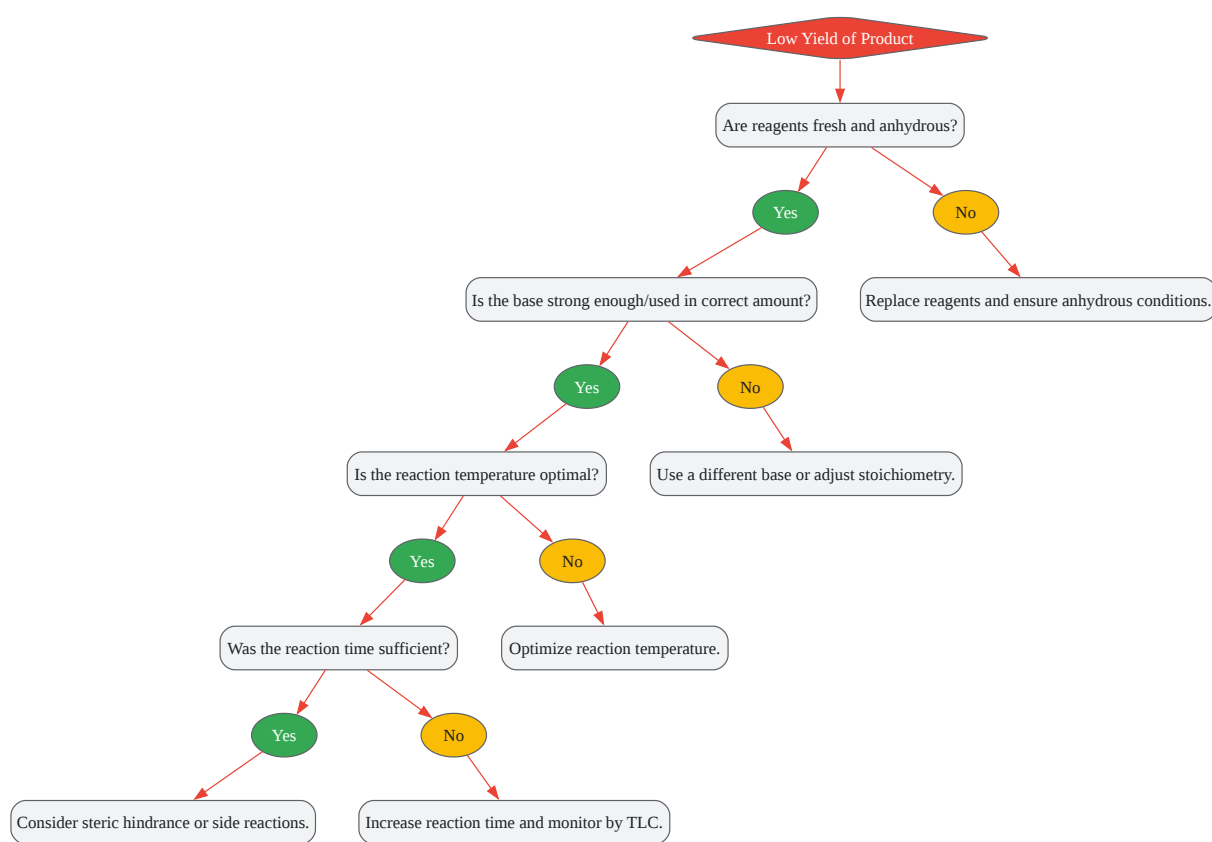 Low Yield of Product
Are reagents fresh and anhydrous?
Yes
No
Is the base strong enough/used in correct amount?
Replace reagents and ensure anhydrous conditions.
Yes
No
Is the reaction temperature optimal?
Use a different base or adjust stoichiometry.
Yes
No
Was the reaction time sufficient?
Optimize reaction temperature.
Yes
No
Consider steric hindrance or side reactions.
Increase reaction time and monitor by TLC.